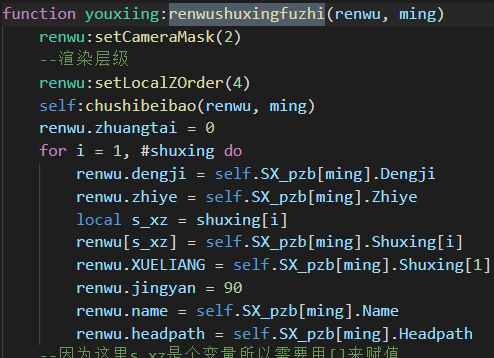 function youxiing:renwushuxingfuzhi(renwu, ming)
renwu:setCameraMask(2)
--渲染层级
renwu:setLocalZOrder(4)
self:chushibeibao(renwu, ming)
renwu.zhuangtai = 0
for i = 1, #shuxing do
renwu.dengji = self.SX_pzb[ming].Dengji
renwu.zhiye = self.SX_pzb[ming].Zhiye
local s_xz = shuxing[i]
renwu[s_xz] = self.SX_pzb[ming].Shuxing[i]
renwu.XUELIANG = self.SX_pzb[ming].Shuxing[1]
renwu.jingyan = 90
renwu.name = self.SX_pzb[ming].Name
renwu.headpath = self.SX_pzb[ming].Headpath
--因为这里s_xz是个变量所以需要用[]来赋值